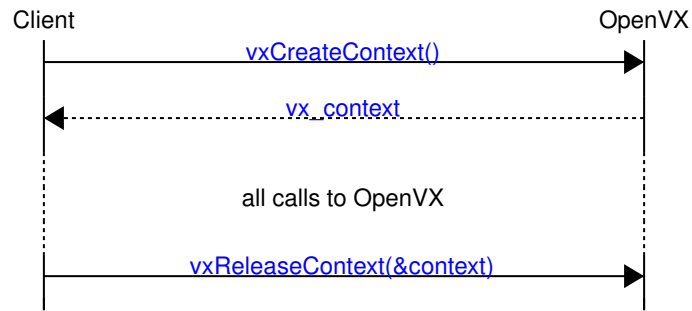 Client OpenVX
vxCreateContext()
vx_context
all calls to OpenVX
vxReleaseContext(&context)